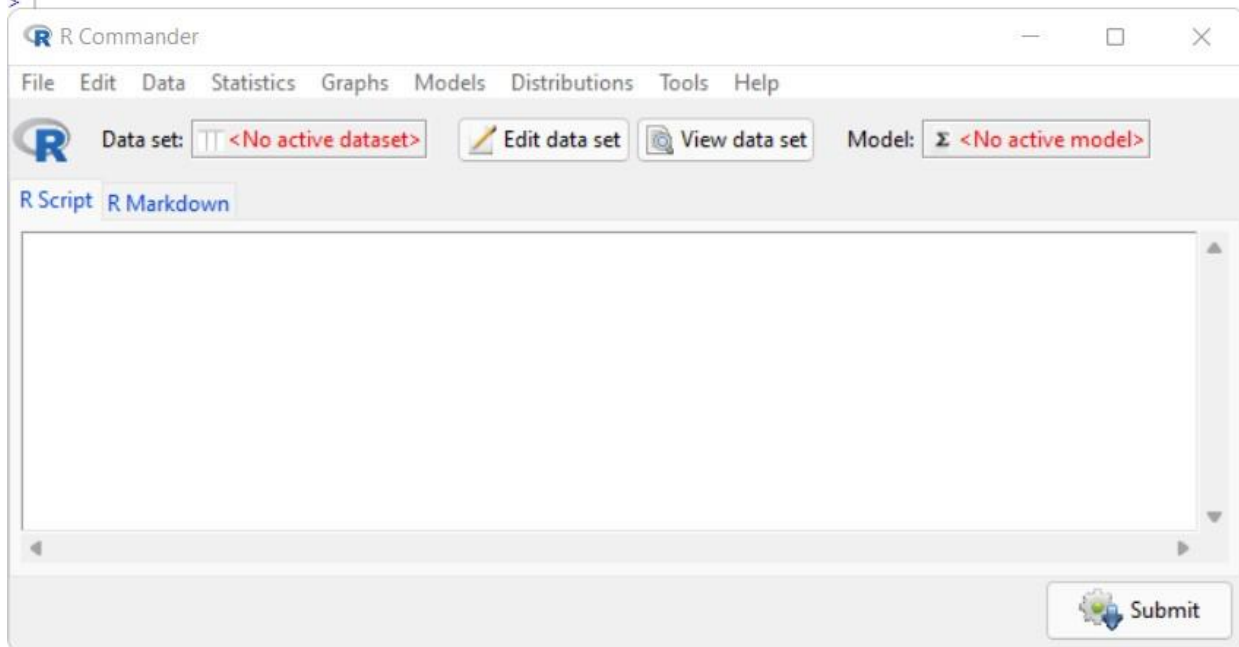 >
R R Commander
File Edit Data Statistics Graphs Models Distributions Tools Help
R Data set: <No active dataset> Edit data set View data set Model: Σ <No active model>
R Script R Markdown
Submit